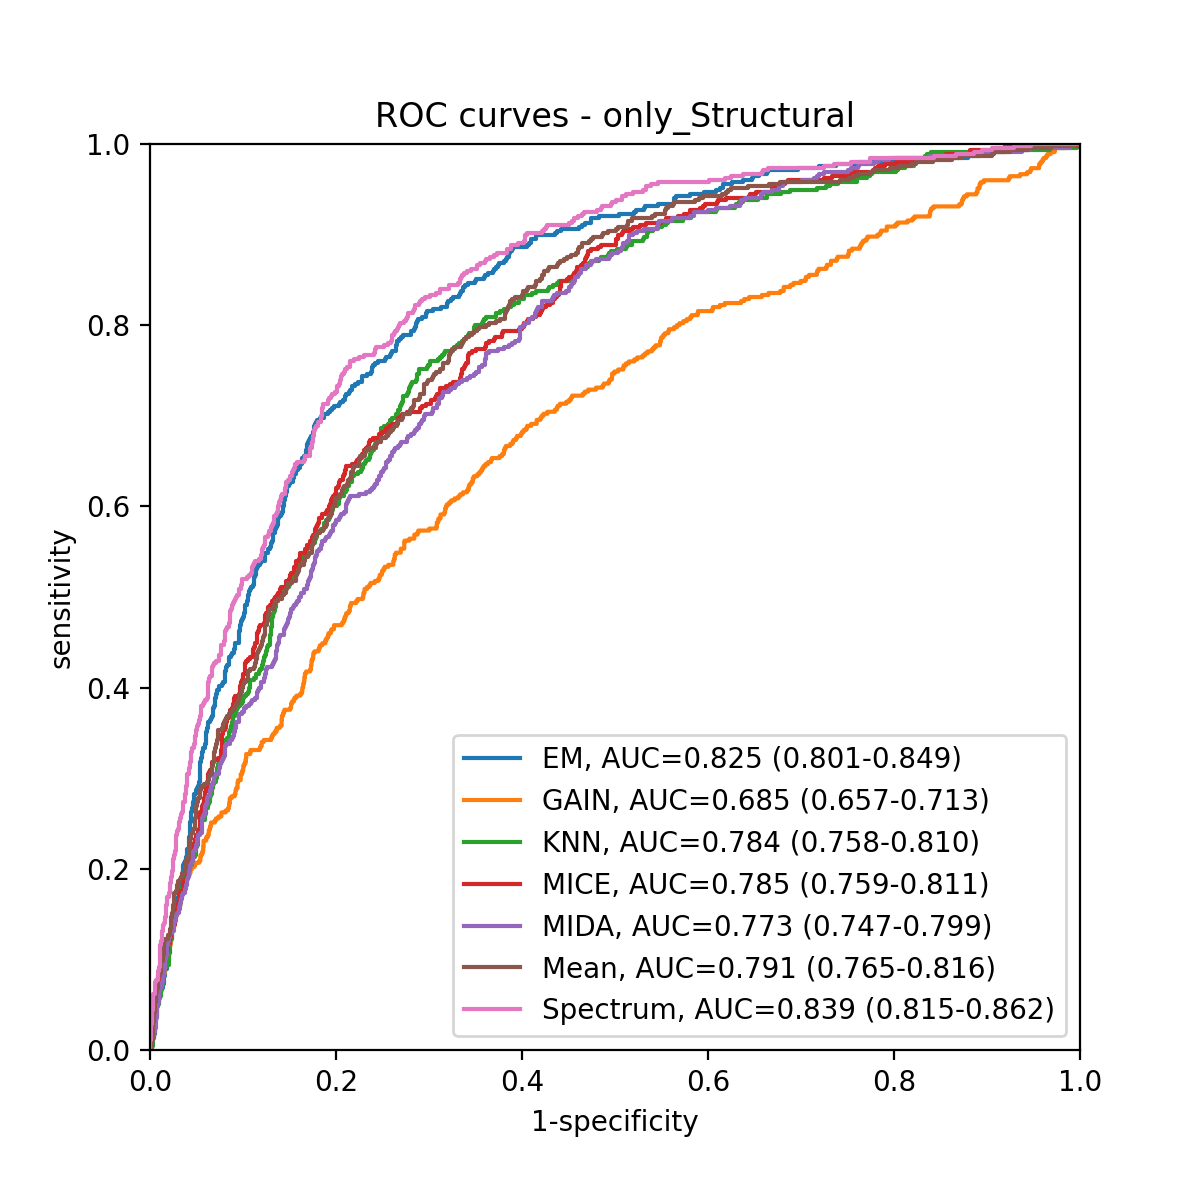 ROC curves - only_Structural
1.0
0.8
0.6
0.4
0.2
0.0
sensitivity
EM, AUC=0.825 (0.801-0.849)
GAIN, AUC=0.685 (0.657-0.713)
KNN, AUC=0.784 (0.758-0.810)
MICE, AUC=0.785 (0.759-0.811)
MIDA, AUC=0.773 (0.747-0.799)
Mean, AUC=0.791 (0.765-0.816)
Spectrum, AUC=0.839 (0.815-0.862)
0.0 0.2 0.4 0.6 0.8 1.0
1-specificity